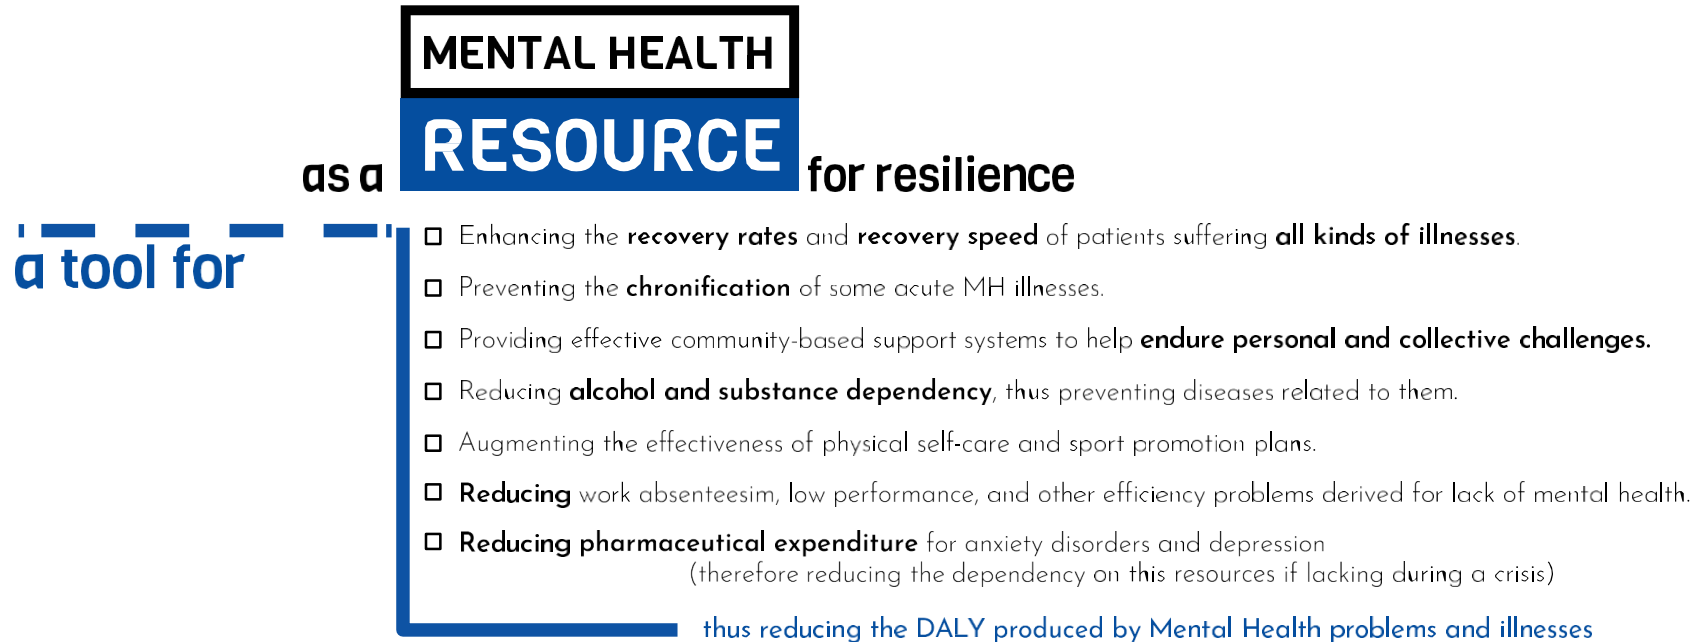 MENTAL HEALTH
as a RESOURCE for resilience
a tool for
Enhancing the recovery rates and recovery speed of patients suffering all kinds of illnesses.
Preventing the chronification of some acute MH illnesses.
Providing effective community-based support systems to help endure personal and collective challenges.
Reducing alcohol and substance dependency, thus preventing diseases related to them.
Augmenting the effectiveness of physical self-care and sport promotion plans.
Reducing work absenteesim, low performance, and other efficiency problems derived for lack of mental health.
Reducing pharmaceutical expenditure for anxiety disorders and depression
(therefore reducing the dependency on this resources if lacking during a crisis)
thus reducing the DALY produced by Mental Health problems and illnesses